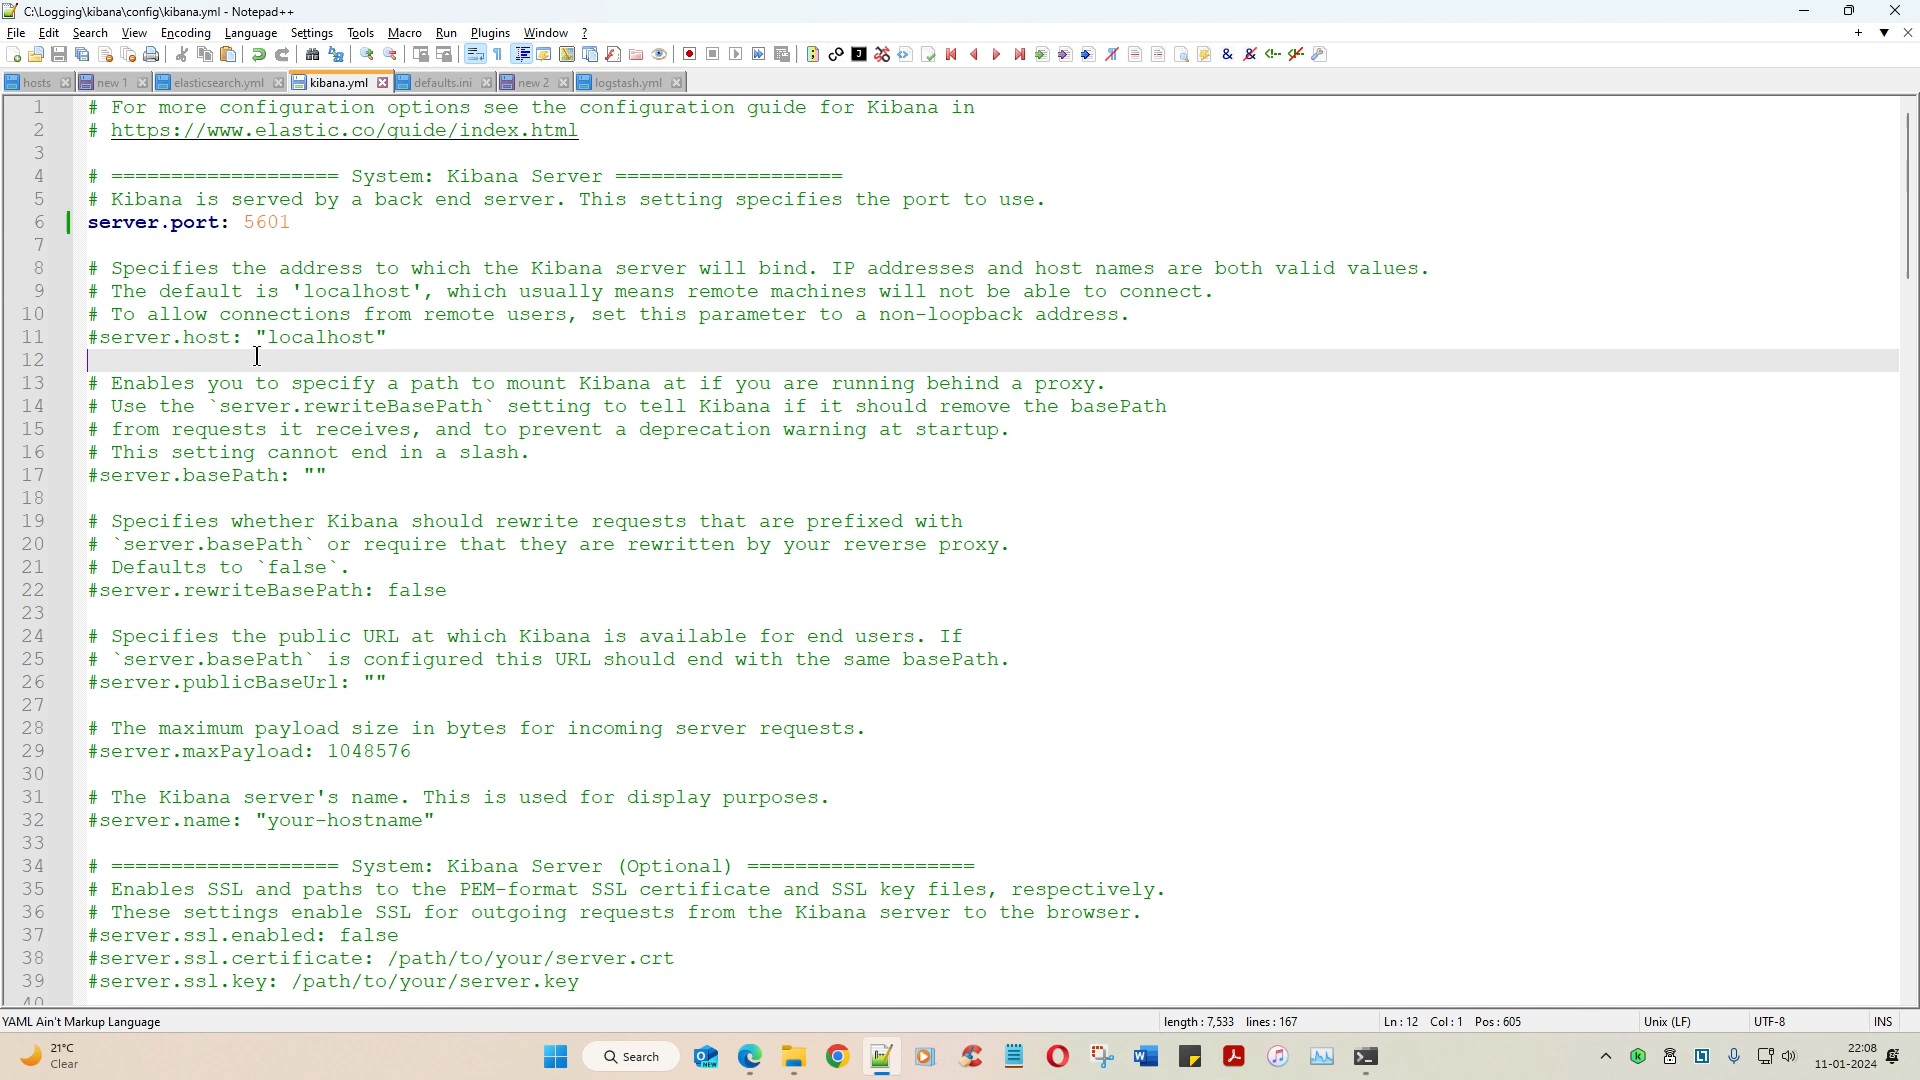 C:\Logging\kibana\config\kibana.yml - Notepad++
File Edit Search View Encoding Language Settings Tools Macro Run Plugins Window ?
hosts new 1 elasticsearch.yml kibana.yml defaults.ini new 2 logstash.yml
1 # For more configuration options see the configuration guide for Kibana in
2 # https://www.elastic.co/guide/index.html
3
4 # =================== System: Kibana Server ===================
5 # Kibana is served by a back end server. This setting specifies the port to use.
6 server.port: 5601
7
8 # Specifies the address to which the Kibana server will bind. IP addresses and host names are both valid values.
9 # The default is 'localhost', which usually means remote machines will not be able to connect.
10 # To allow connections from remote users, set this parameter to a non-loopback address.
11 #server.host: "localhost"
12
13 # Enables you to specify a path to mount Kibana at if you are running behind a proxy.
14 # Use the `server.rewriteBasePath` setting to tell Kibana if it should remove the basePath
15 # from requests it receives, and to prevent a deprecation warning at startup.
16 # This setting cannot end in a slash.
17 #server.basePath: ""
18
19 # Specifies whether Kibana should rewrite requests that are prefixed with
20 # `server.basePath` or require that they are rewritten by your reverse proxy.
21 # Defaults to `false`.
22 #server.rewriteBasePath: false
23
24 # Specifies the public URL at which Kibana is available for end users. If
25 # `server.basePath` is configured this URL should end with the same basePath.
26 #server.publicBaseUrl: ""
27
28 # The maximum payload size in bytes for incoming server requests.
29 #server.maxPayload: 1048576
30
31 # The Kibana server's name. This is used for display purposes.
32 #server.name: "your-hostname"
33
34 # =================== System: Kibana Server (Optional) ===================
35 # Enables SSL and paths to the PEM-format SSL certificate and SSL key files, respectively.
36 # These settings enable SSL for outgoing requests from the Kibana server to the browser.
37 #server.ssl.enabled: false
38 #server.ssl.certificate: /path/to/your/server.crt
39 #server.ssl.key: /path/to/your/server.key
40
YAML Ain't Markup Language length : 7,533 lines : 167 Ln : 12 Col : 1 Pos : 605 Unix (LF) UTF-8 INS
21°C
Clear
Search
22:08
11-01-2024